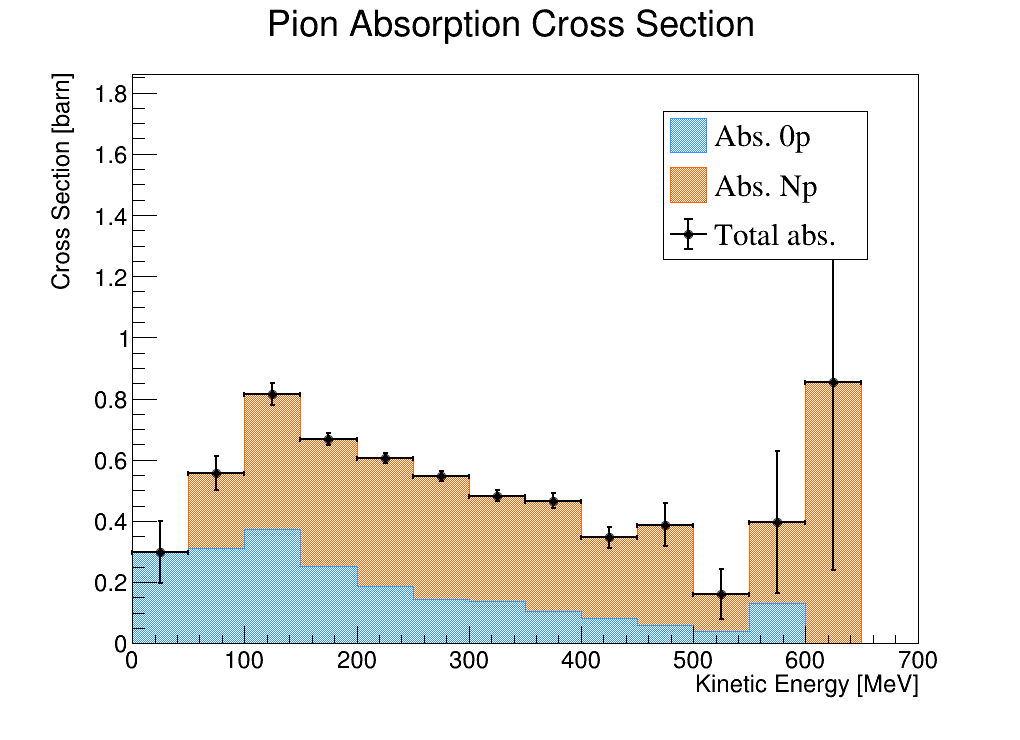 Pion Absorption Cross Section
Cross Section [barn]
1.8
1.6
1.4
1.2
1
0.8
0.6
0.4
0.2
0
Abs. 0p
Abs. Np
Total abs.
0 100 200 300 400 500 600 700
Kinetic Energy [MeV]